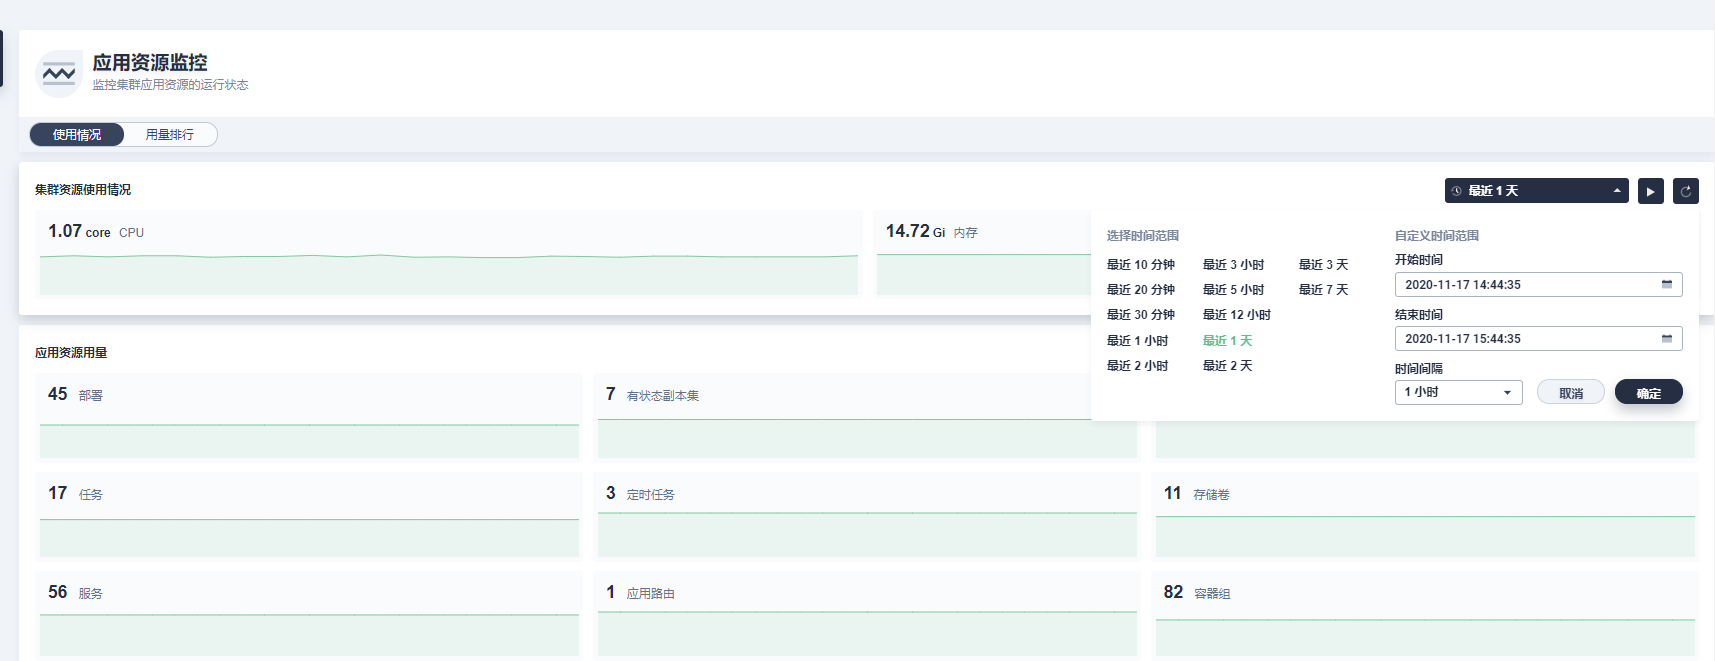 应用资源监控
监控集群应用资源的运行状态
使用情况
用量排行
集群资源使用情况
最近 1 天
1.07 core CPU
14.72 Gi 内存
选择时间范围
最近 10 分钟
最近 3 小时
最近 3 天
最近 20 分钟
最近 5 小时
最近 7 天
最近 30 分钟
最近 12 小时
最近 1 小时
最近 1 天
最近 2 小时
最近 2 天
自定义时间范围
开始时间
2020-11-17 14:44:35
结束时间
2020-11-17 15:44:35
时间间隔
1 小时
取消
确定
应用资源用量
45 部署
7 有状态副本集
17 任务
3 定时任务
11 存储卷
56 服务
1 应用路由
82 容器组